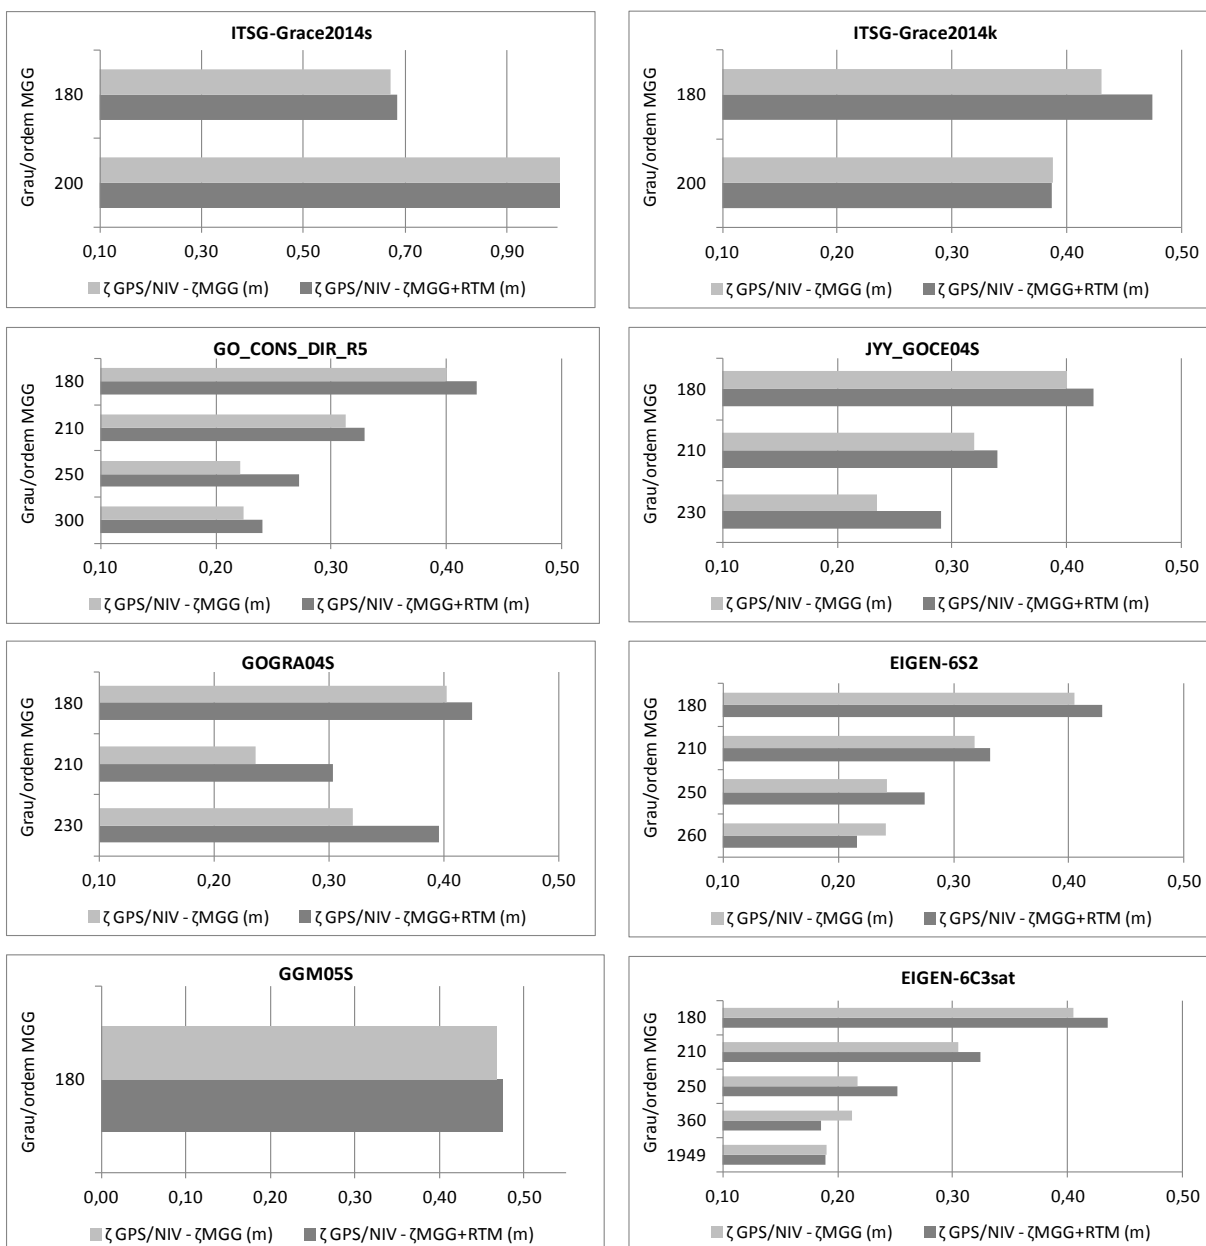 ITSG-Grace2014s
Grau/ordem MGG
180
200
0,10 0,30 0,50 0,70 0,90
ζ GPS/NIV - ζMGG (m) ζ GPS/NIV - ζMGG+RTM (m)
ITSG-Grace2014k
Grau/ordem MGG
180
200
0,10 0,20 0,30 0,40 0,50
ζ GPS/NIV - ζMGG (m) ζ GPS/NIV - ζMGG+RTM (m)
GO_CONS_DIR_R5
Grau/ordem MGG
180
210
250
300
0,10 0,20 0,30 0,40 0,50
ζ GPS/NIV - ζMGG (m) ζ GPS/NIV - ζMGG+RTM (m)
JYY_GOCE04S
Grau/ordem MGG
180
210
230
0,10 0,20 0,30 0,40 0,50
ζ GPS/NIV - ζMGG (m) ζ GPS/NIV - ζMGG+RTM (m)
GOGRA04S
Grau/ordem MGG
180
210
230
0,10 0,20 0,30 0,40 0,50
ζ GPS/NIV - ζMGG (m) ζ GPS/NIV - ζMGG+RTM (m)
EIGEN-6S2
Grau/ordem MGG
180
210
250
260
0,10 0,20 0,30 0,40 0,50
ζ GPS/NIV - ζMGG (m) ζ GPS/NIV - ζMGG+RTM (m)
GGM05S
Grau/ordem MGG
180
0,00 0,10 0,20 0,30 0,40 0,50
ζ GPS/NIV - ζMGG (m) ζ GPS/NIV - ζMGG+RTM (m)
EIGEN-6C3sat
Grau/ordem MGG
180
210
250
360
1949
0,10 0,20 0,30 0,40 0,50
ζ GPS/NIV - ζMGG (m) ζ GPS/NIV - ζMGG+RTM (m)